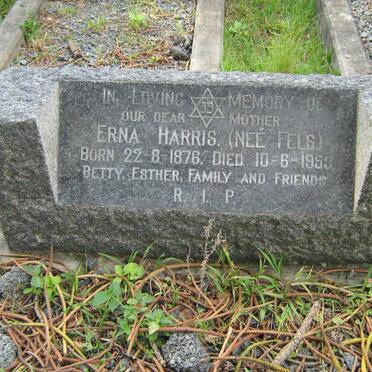 IN LOVING MEMORY OF
OUR DEAR MOTHER
ERNA HARRIS. (NEÉ FELS.)
BORN 22-8-1876, DIED 10-6-1953
BETTY, ESTHER, FAMILY AND FRIENDS
R.I.P.